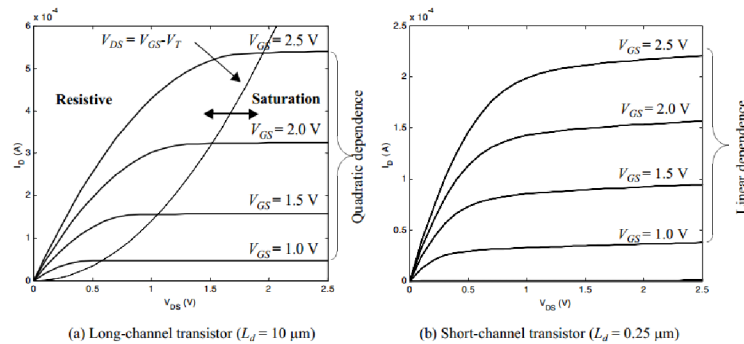 x 10⁻⁴
6
5
4
3
2
1
0
I_D (A)
0
0.5
1
1.5
2
2.5
V_DS (V)
V_DS = V_GS-V_T
Resistive
Saturation
V_GS = 2.5 V
V_GS = 2.0 V
V_GS = 1.5 V
V_GS = 1.0 V
Quadratic dependence
(a) Long-channel transistor (L_d = 10 μm)
x 10⁻⁴
2.5
2
1.5
1
0.5
0
I_D (A)
0
0.5
1
1.5
2
2.5
V_DS (V)
V_GS = 2.5 V
V_GS = 2.0 V
V_GS = 1.5 V
V_GS = 1.0 V
Linear dependence
(b) Short-channel transistor (L_d = 0.25 μm)